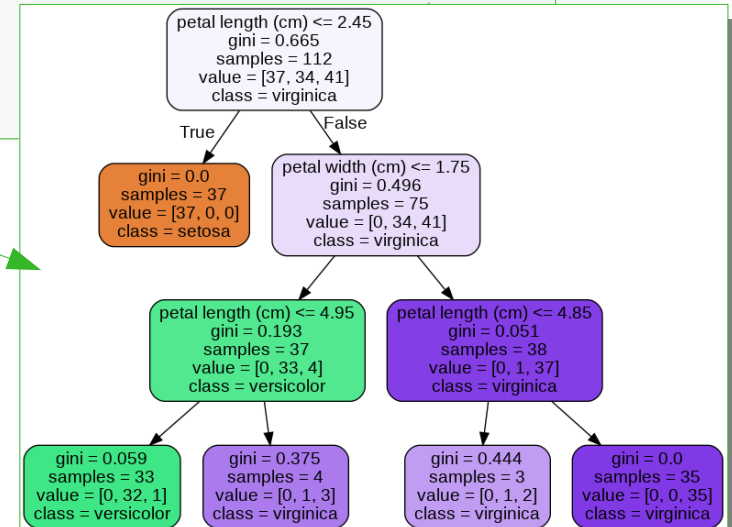 petal length (cm) <= 2.45
gini = 0.665
samples = 112
value = [37, 34, 41]
class = virginica
True
False
gini = 0.0
samples = 37
value = [37, 0, 0]
class = setosa
petal width (cm) <= 1.75
gini = 0.496
samples = 75
value = [0, 34, 41]
class = virginica
petal length (cm) <= 4.95
gini = 0.193
samples = 37
value = [0, 33, 4]
class = versicolor
petal length (cm) <= 4.85
gini = 0.051
samples = 38
value = [0, 1, 37]
class = virginica
gini = 0.059
samples = 33
value = [0, 32, 1]
class = versicolor
gini = 0.375
samples = 4
value = [0, 1, 3]
class = virginica
gini = 0.444
samples = 3
value = [0, 1, 2]
class = virginica
gini = 0.0
samples = 35
value = [0, 0, 35]
class = virginica